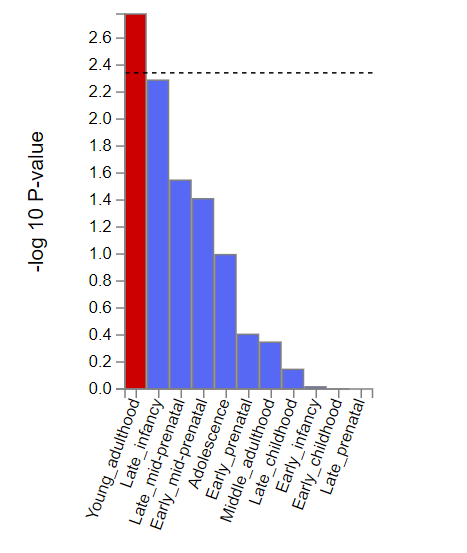 -log 10 P-value
2.6
2.4
2.2
2.0
1.8
1.6
1.4
1.2
1.0
0.8
0.6
0.4
0.2
0.0
Young_adulthood
Late_infancy
Late_mid-prenatal
Early_mid-prenatal
Adolescence
Early_prenatal
Middle_adulthood
Late_childhood
Early_infancy
Early_childhood
Late_prenatal